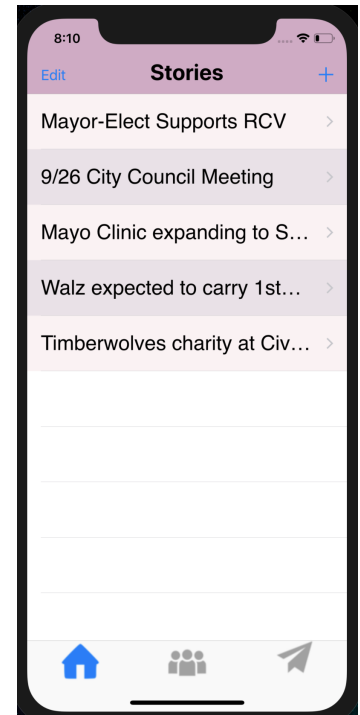 8:10
Edit Stories +
Mayor-Elect Supports RCV
9/26 City Council Meeting
Mayo Clinic expanding to S...
Walz expected to carry 1st...
Timberwolves charity at Civ...